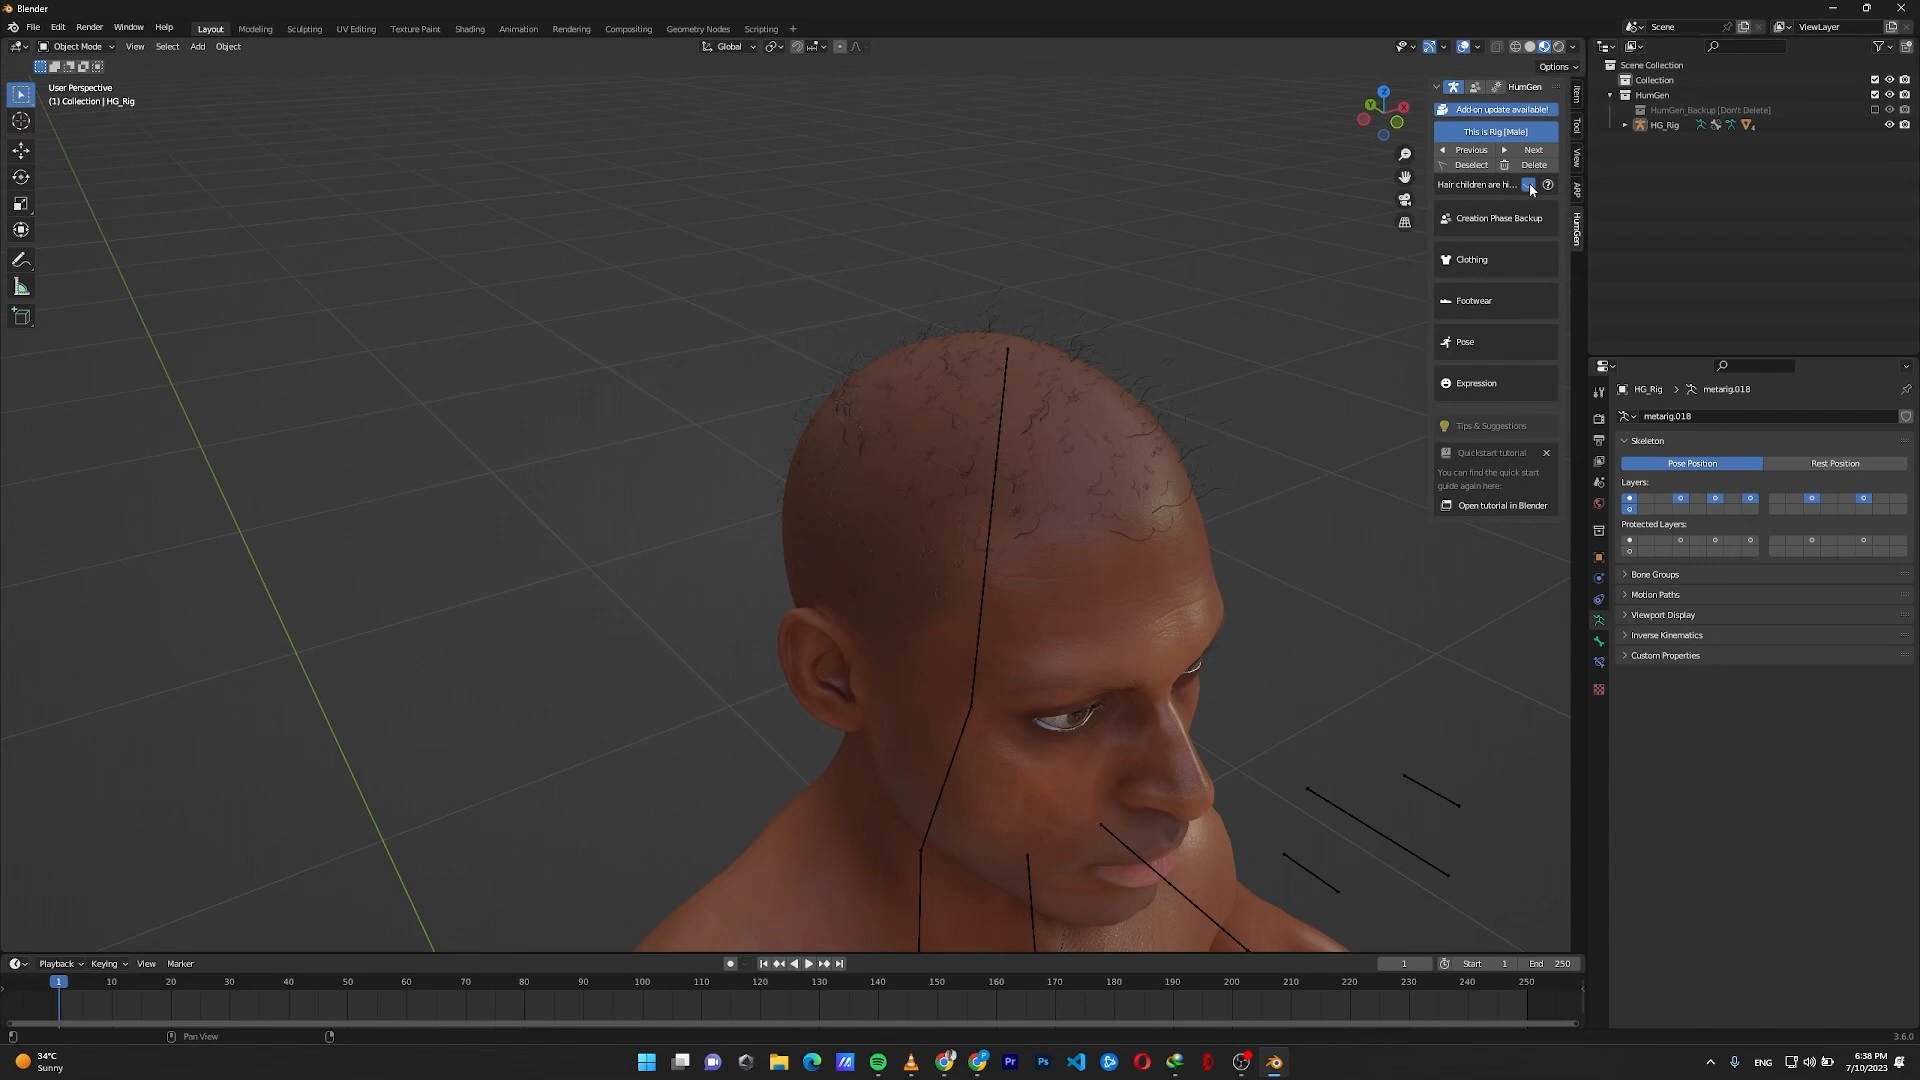 Blender
File Edit Render Window Help Layout Modeling Sculpting UV Editing Texture Paint Shading Animation Rendering Compositing Geometry Nodes Scripting + Scene ViewLayer
Object Mode View Select Add Object Global
Options
User Perspective
(1) Collection | HG_Rig
Z
Y
X
HumGen
Add-on update available!
This is Rig [Male]
Previous Next
Deselect Delete
Hair children are hi...
Creation Phase Backup
Clothing
Footwear
Pose
Expression
Tips & Suggestions
Quickstart tutorial
You can find the quick start
guide again here:
Open tutorial in Blender
Item
Tool
View
ARP
HumGen
Scene Collection
Collection
HumGen
HumGen_Backup [Don't Delete]
HG_Rig
HG_Rig > metarig.018
metarig.018
Skeleton
Pose Position Rest Position
Layers:
Protected Layers:
Bone Groups
Motion Paths
Viewport Display
Inverse Kinematics
Custom Properties
Playback Keying View Marker 1 Start 1 End 250
1 10 20 30 40 50 60 70 80 90 100 110 120 130 140 150 160 170 180 190 200 210 220 230 240 250
Pan View 3.6.0
34°C
Sunny
Pr Ps
ENG
6:38 PM
7/10/2023